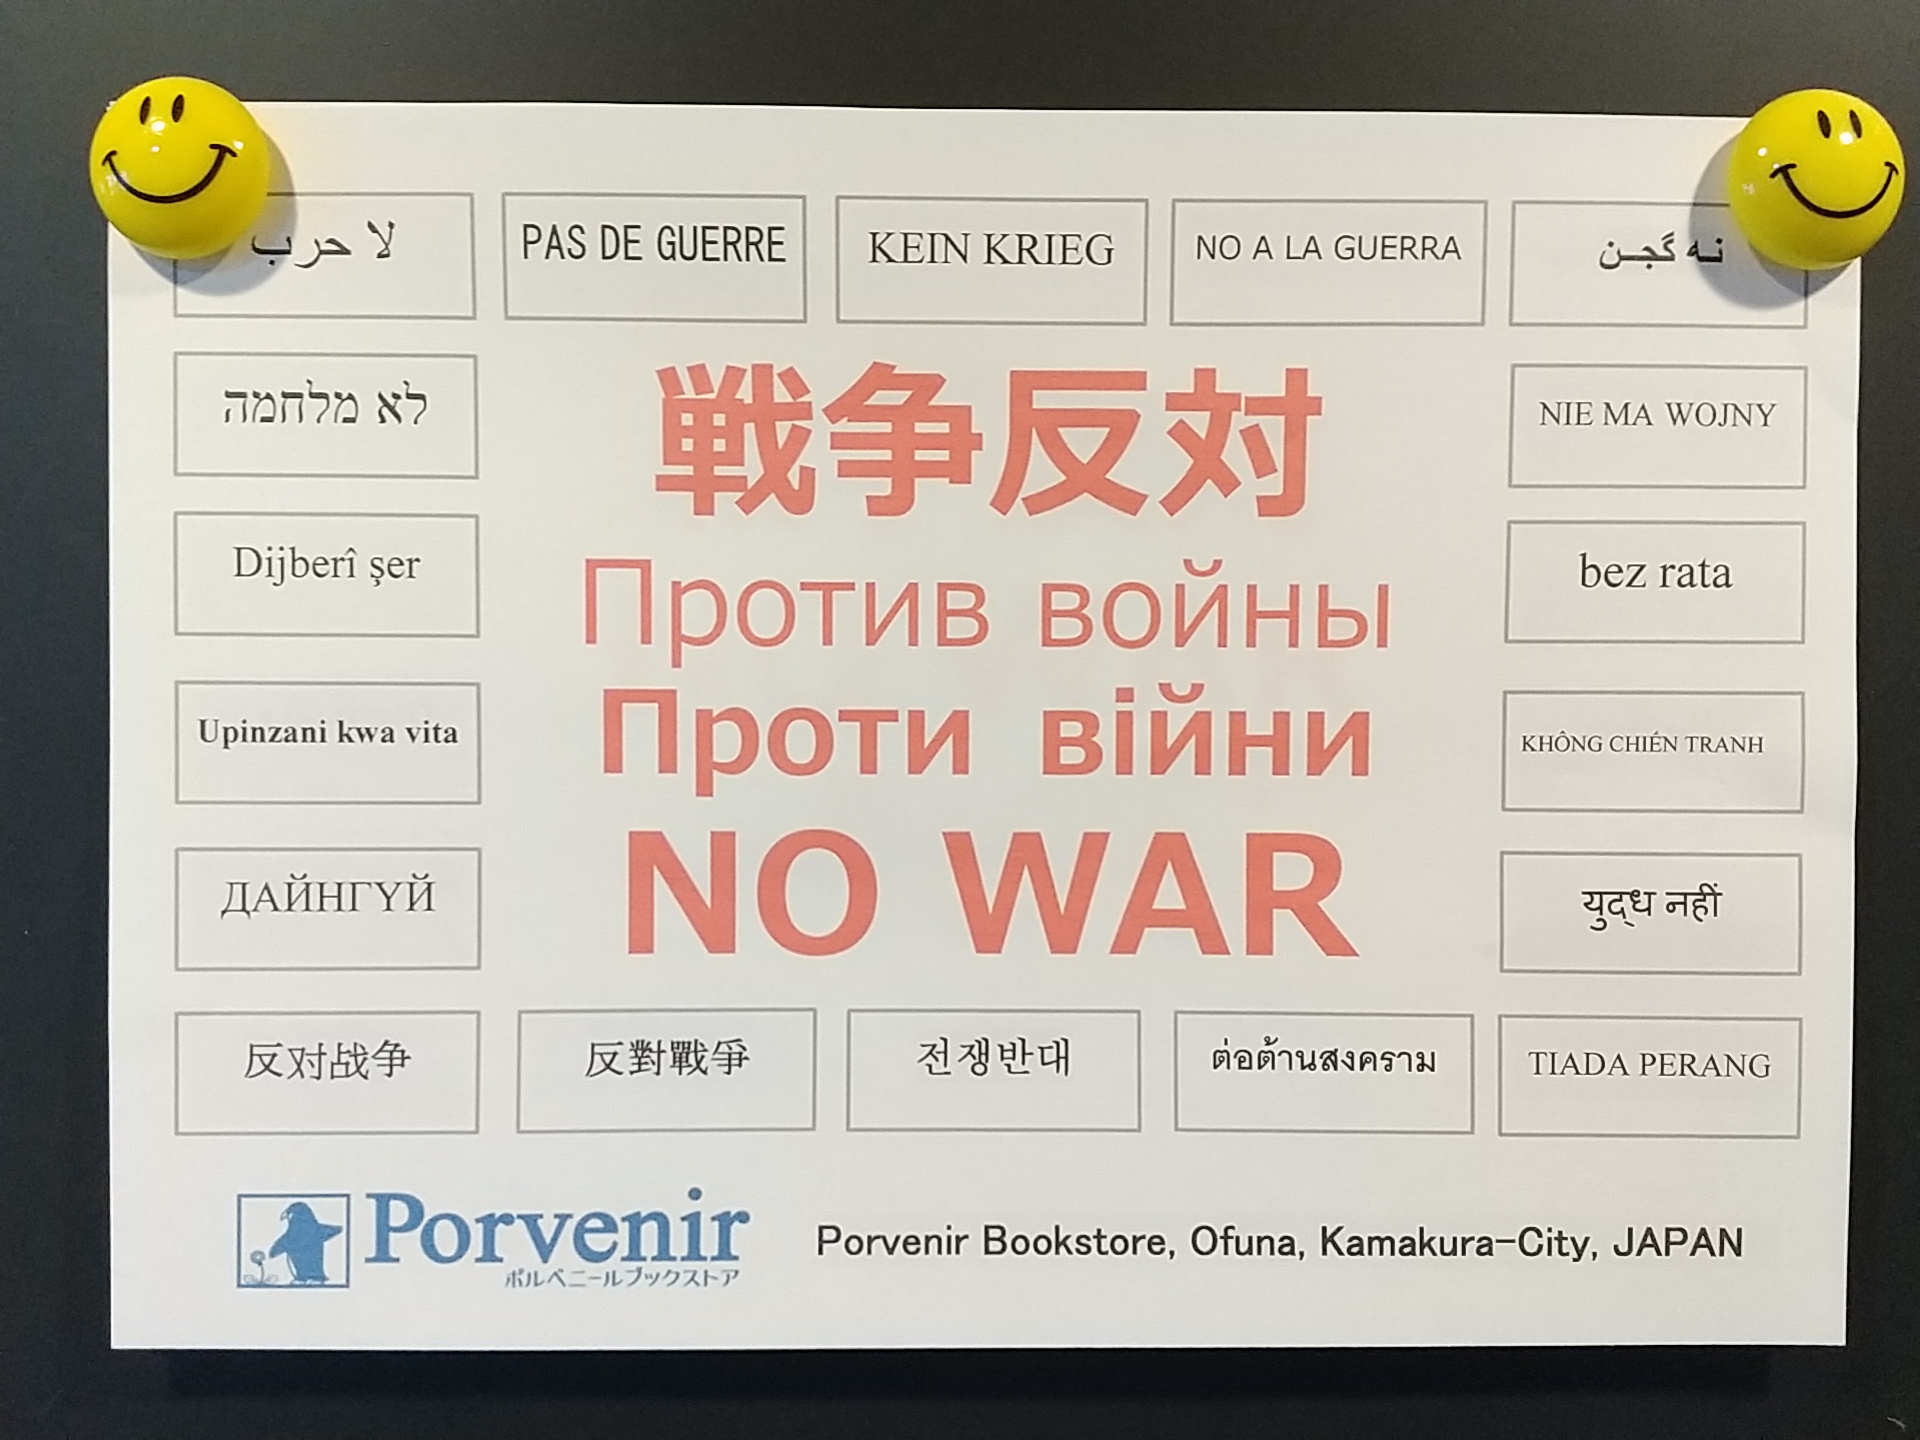 لا حرب
PAS DE GUERRE
KEIN KRIEG
NO A LA GUERRA
نه گجن
לא מלחמה
NIE MA WOJNY
Dijberî şer
bez rata
Upinzani kwa vita
KHÔNG CHIÉN TRANH
ДАЙНГҮЙ
युद्ध नहीं
戦争反対
Против войны
Проти війни
NO WAR
反对战争
反對戰爭
전쟁반대
ต่อต้านสงคราม
TIADA PERANG
Porvenir
ポルベニールブックストア
Porvenir Bookstore, Ofuna, Kamakura-City, JAPAN